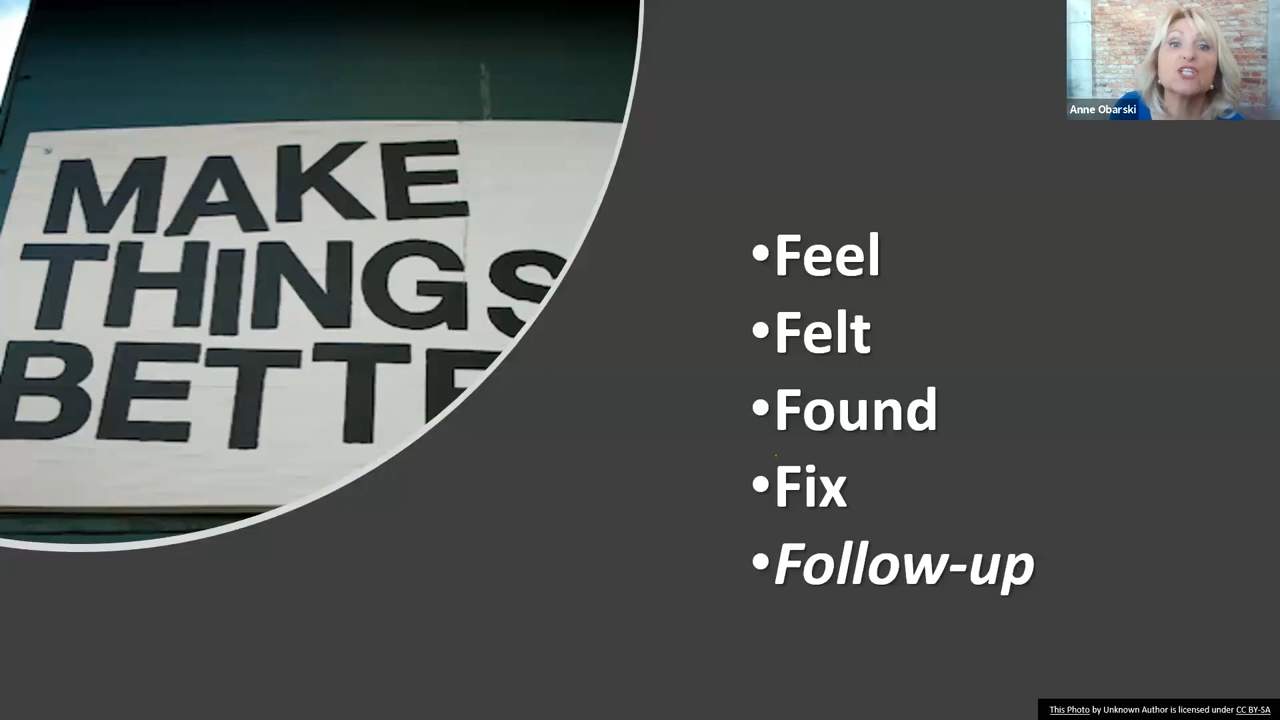 MAKE
THINGS
BETTE
Anne Obarski
•Feel
•Felt
•Found
•Fix
•Follow-up
This Photo by Unknown Author is licensed under CC BY-SA